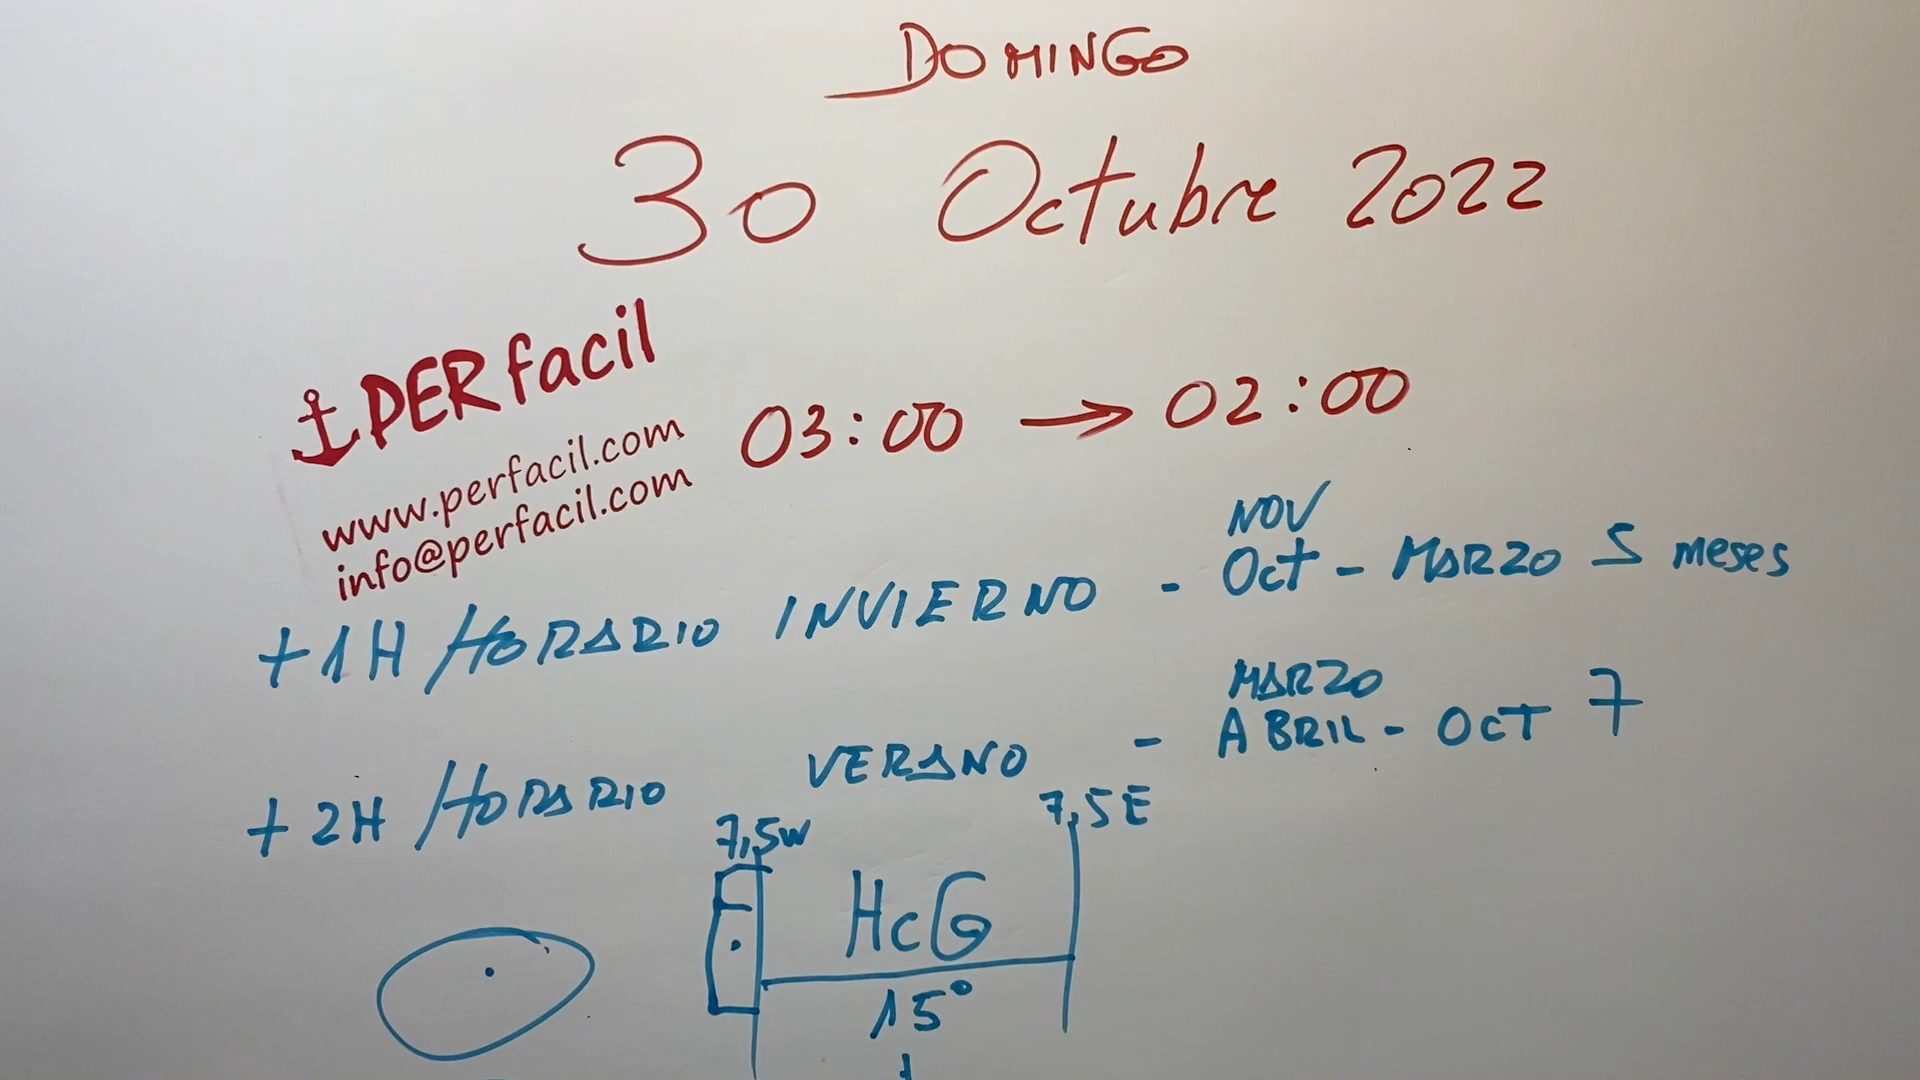 DOMINGO
30 Octubre 2022
PERfacil
www.perfacil.com
info@perfacil.com
03:00 → 02:00
NOV
+1H / HORARIO INVIERNO - Oct - MARZO 5 meses
MARZO
+2H / HORARIO VERANO - ABRIL - OCT 7
7,5W 7,5E
HcG
15°